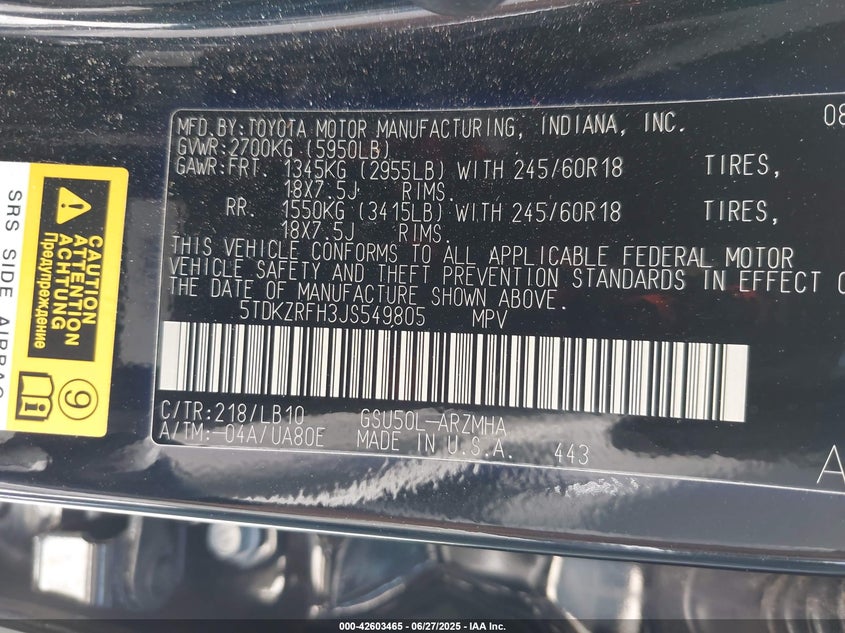 MFD.BY:TOYOTA MOTOR MANUFACTURING, INDIANA, INC. 08
GVWR:2700KG (5950LB)
GAWR:FRT. 1345KG (2955LB) WITH 245/60R18 TIRES,
18X7.5J RIMS.
RR. 1550KG (3415LB) WITH 245/60R18 TIRES,
18X7.5J RIMS.
THIS VEHICLE CONFORMS TO ALL APPLICABLE FEDERAL MOTOR
VEHICLE SAFETY AND THEFT PREVENTION STANDARDS IN EFFECT O
THE DATE OF MANUFACTURE SHOWN ABOVE.
5TDKZRFH3JS549805 MPV
C/TR:218/LB10 GSU50L-ARZMHA
A/TM:-04A/UA80E MADE IN U.S.A. 443
A
SRS SIDE AIRBAG
CAUTION
ATTENTION
ACHTUNG
Предупреждение
9
000-42603465 - 06/27/2025 - IAA Inc.